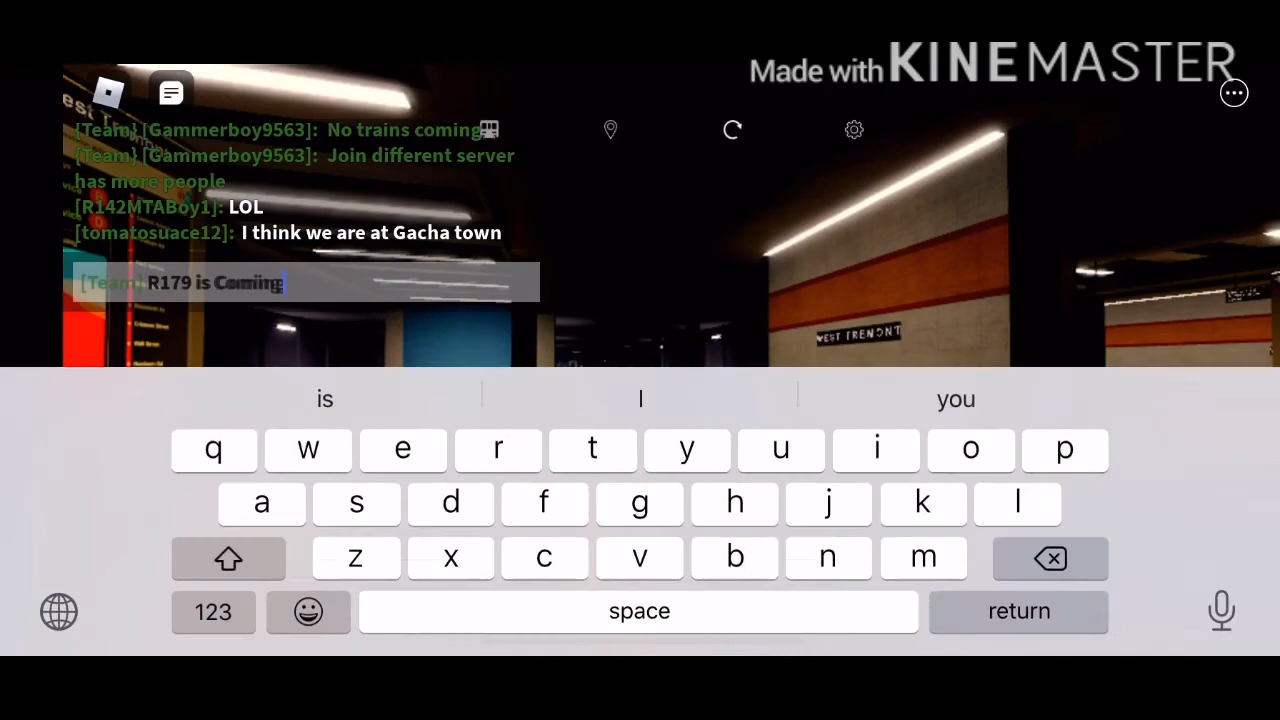 Made with KINEMASTER
{Team} [Gammerboy9563]: No trains coming
{Team} [Gammerboy9563]: Join different server
has more people
[R142MTABoy1]: LOL
[tomatosuace12]: I think we are at Gacha town
[Team] R179 is Coming
WEST TREMONT
is I you
q w e r t y u i o p
a s d f g h j k l
z x c v b n m
123 space return